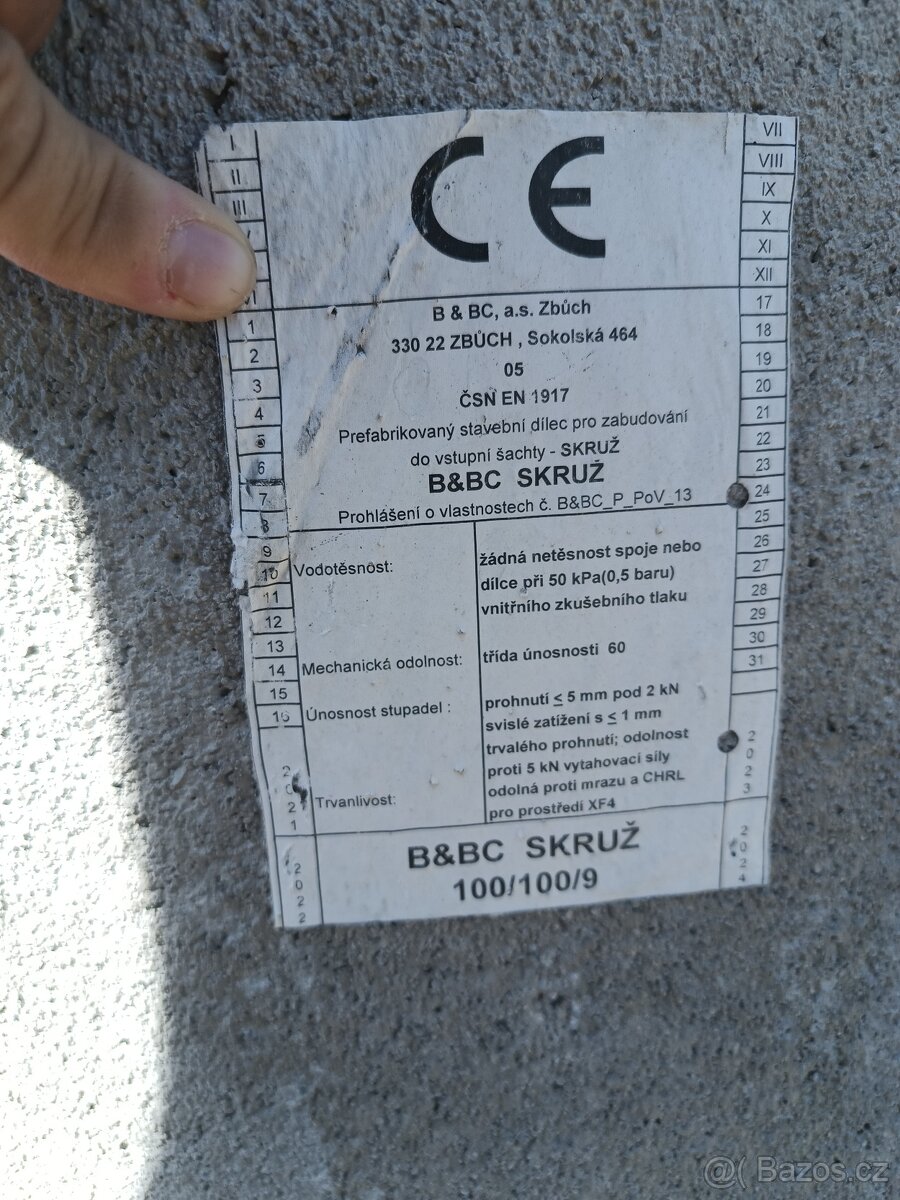 CE
I
II
III
VII
VIII
IX
X
XI
XII
B & BC, a.s. Zbůch
330 22 ZBŮCH , Sokolská 464
05
ČSN EN 1917
Prefabrikovaný stavební dílec pro zabudování
do vstupní šachty - SKRUŽ
B&BC SKRUŽ
Prohlášení o vlastnostech č. B&BC_P_PoV_13
1
2
3
4
5
6
7
8
9
10
11
12
13
14
15
16
17
18
19
20
21
22
23
24
25
26
27
28
29
30
31
Vodotěsnost:
žádná netěsnost spoje nebo
dílce při 50 kPa(0,5 baru)
vnitřního zkušebního tlaku
Mechanická odolnost:
třída únosnosti 60
Únosnost stupadel :
prohnutí ≤ 5 mm pod 2 kN
svislé zatížení s ≤ 1 mm
trvalého prohnutí; odolnost
proti 5 kN vytahovací síly
Trvanlivost:
odolná proti mrazu a CHRL
pro prostředí XF4
2021
2022
2023
2024
B&BC SKRUŽ
100/100/9
@( Bazos.cz